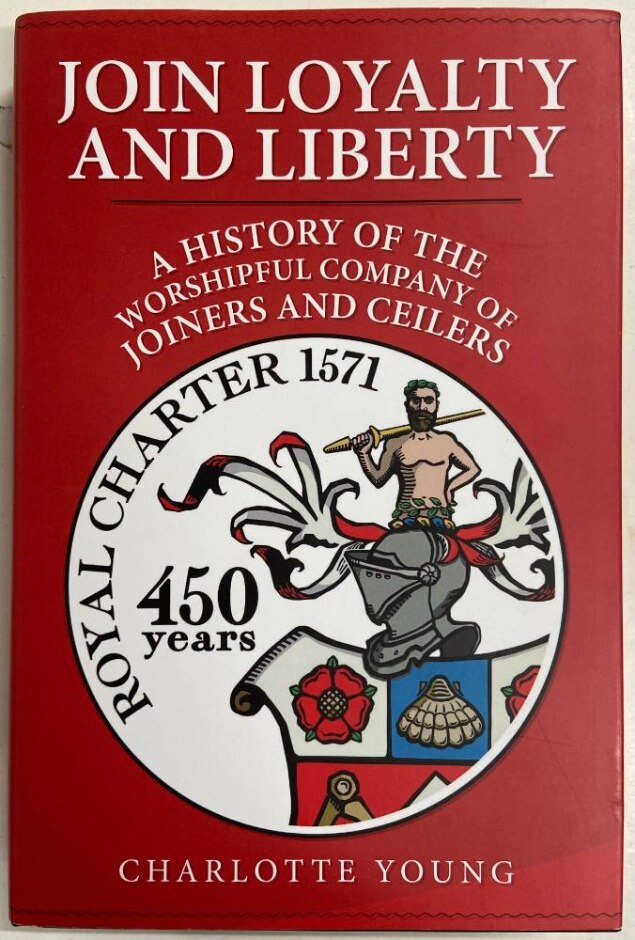 JOIN LOYALTY
AND LIBERTY
A HISTORY OF THE
WORSHIPFUL COMPANY OF
JOINERS AND CEILERS
ROYAL CHARTER 1571
450
years
CHARLOTTE YOUNG